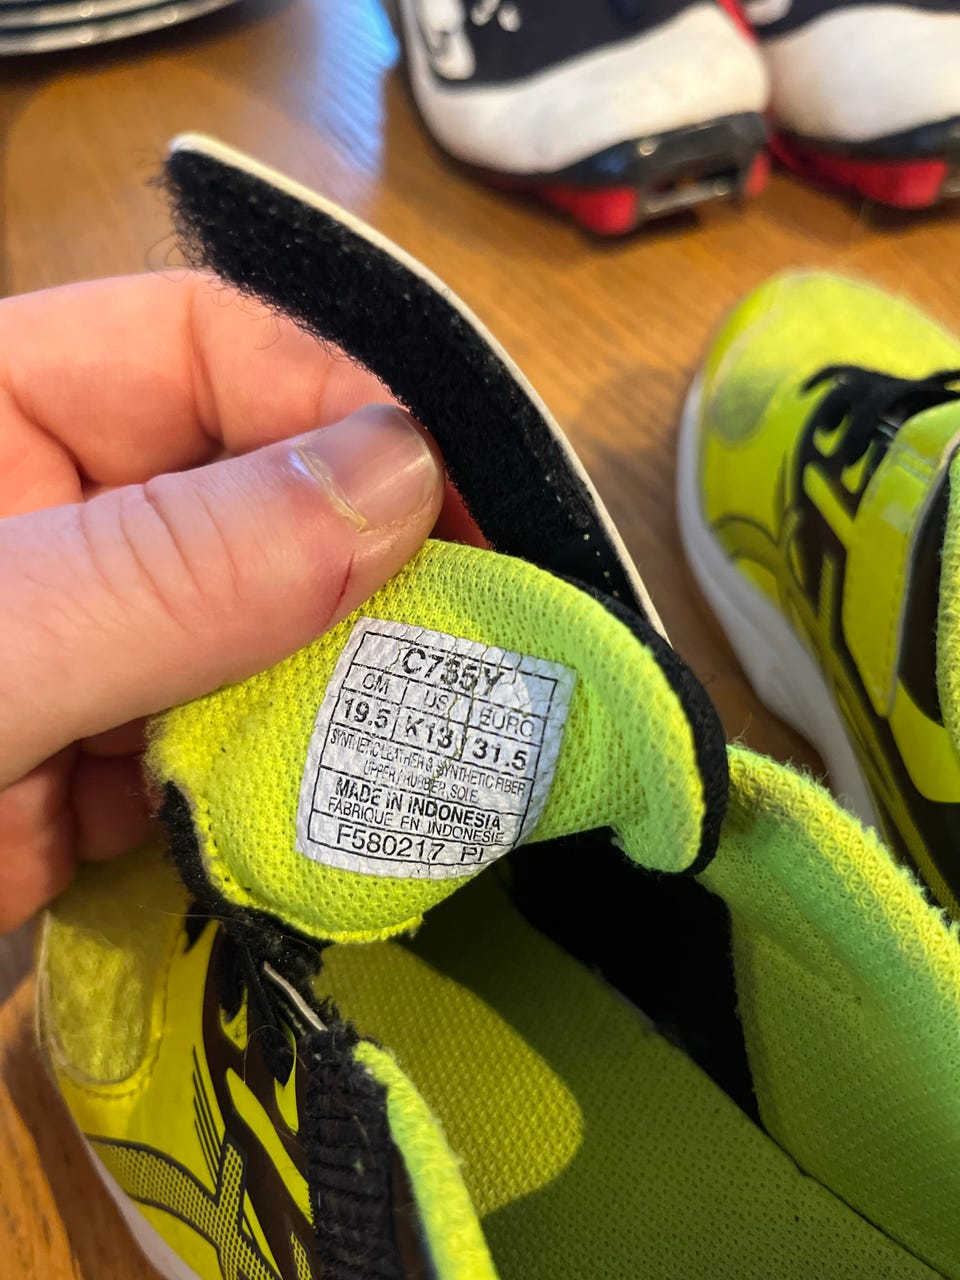 C735Y
CM US EURO
19.5 K13 31.5
SYNTHETIC LEATHER & SYNTHETIC FIBER
UPPER / RUBBER SOLE
MADE IN INDONESIA
FABRIQUE EN INDONESIE
F580217 PI